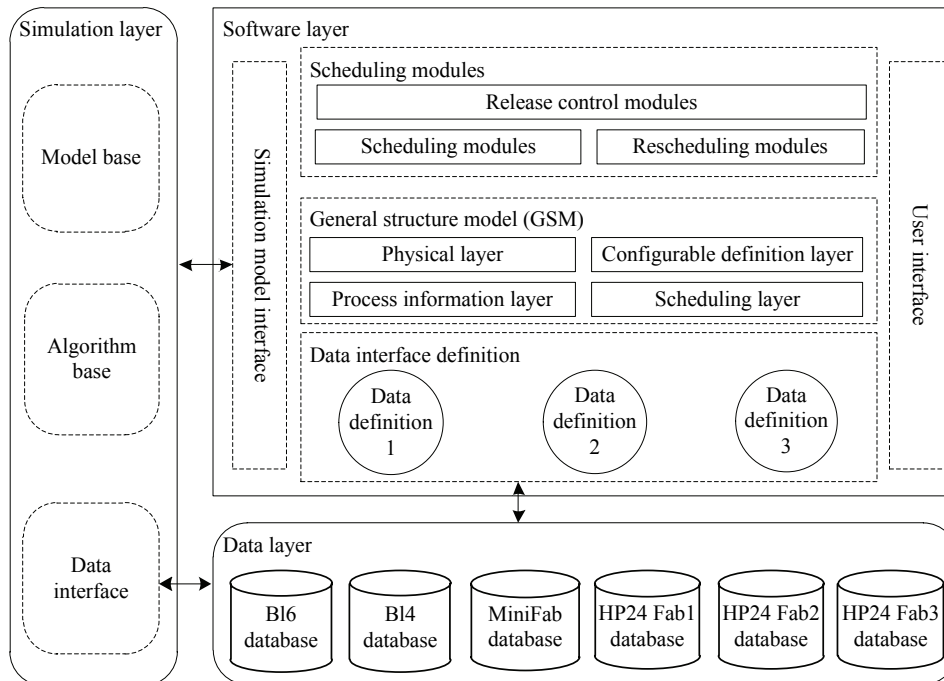 Simulation layer
Model base
Algorithm
base
Data
interface
Software layer
Simulation model interface
Scheduling modules
Release control modules
Scheduling modules
Rescheduling modules
General structure model (GSM)
Physical layer
Configurable definition layer
Process information layer
Scheduling layer
Data interface definition
Data
definition
1
Data
definition
2
Data
definition
3
User interface
Data layer
Bl6
database
Bl4
database
MiniFab
database
HP24 Fab1
database
HP24 Fab2
database
HP24 Fab3
database